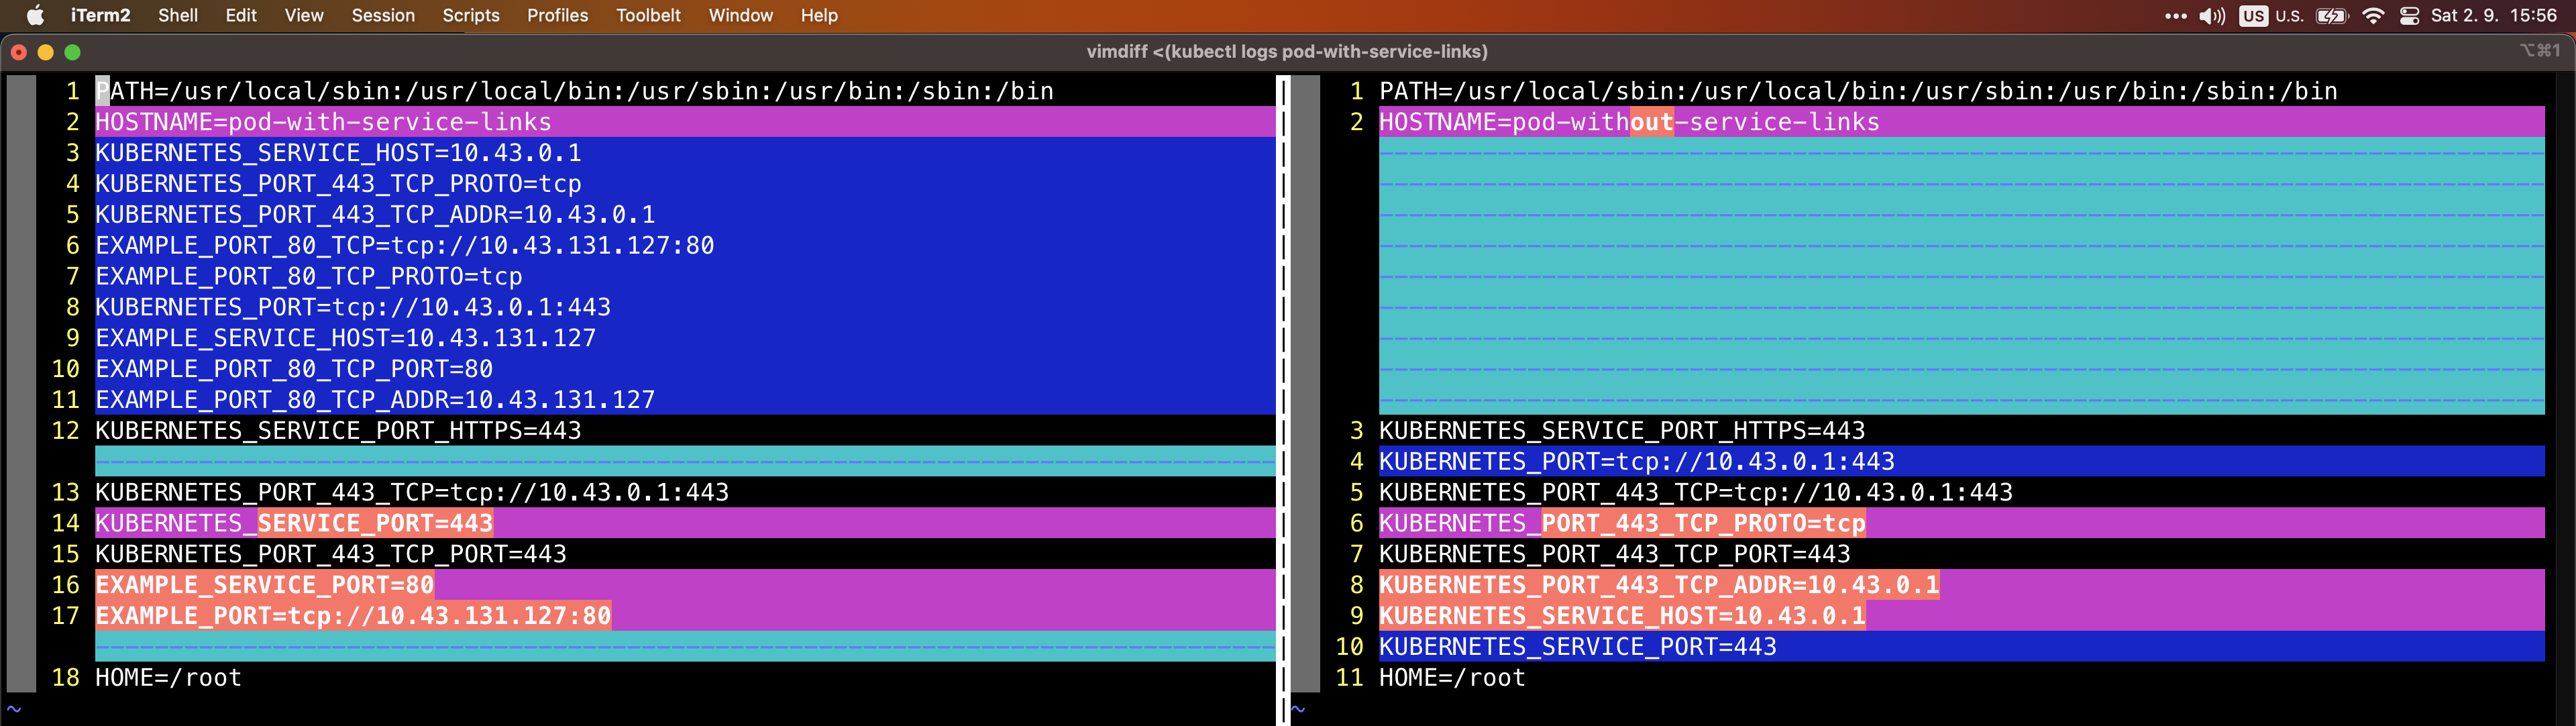 iTerm2 Shell Edit View Session Scripts Profiles Toolbelt Window Help US U.S. Sat 2. 9. 15:56
vimdiff <(kubectl logs pod-with-service-links) ⌥⌘1
1 PATH=/usr/local/sbin:/usr/local/bin:/usr/sbin:/usr/bin:/sbin:/bin
2 HOSTNAME=pod-with-service-links
3 KUBERNETES_SERVICE_HOST=10.43.0.1
4 KUBERNETES_PORT_443_TCP_PROTO=tcp
5 KUBERNETES_PORT_443_TCP_ADDR=10.43.0.1
6 EXAMPLE_PORT_80_TCP=tcp://10.43.131.127:80
7 EXAMPLE_PORT_80_TCP_PROTO=tcp
8 KUBERNETES_PORT=tcp://10.43.0.1:443
9 EXAMPLE_SERVICE_HOST=10.43.131.127
10 EXAMPLE_PORT_80_TCP_PORT=80
11 EXAMPLE_PORT_80_TCP_ADDR=10.43.131.127
12 KUBERNETES_SERVICE_PORT_HTTPS=443
13 KUBERNETES_PORT_443_TCP=tcp://10.43.0.1:443
14 KUBERNETES_SERVICE_PORT=443
15 KUBERNETES_PORT_443_TCP_PORT=443
16 EXAMPLE_SERVICE_PORT=80
17 EXAMPLE_PORT=tcp://10.43.131.127:80
18 HOME=/root
~
1 PATH=/usr/local/sbin:/usr/local/bin:/usr/sbin:/usr/bin:/sbin:/bin
2 HOSTNAME=pod-without-service-links
3 KUBERNETES_SERVICE_PORT_HTTPS=443
4 KUBERNETES_PORT=tcp://10.43.0.1:443
5 KUBERNETES_PORT_443_TCP=tcp://10.43.0.1:443
6 KUBERNETES_PORT_443_TCP_PROTO=tcp
7 KUBERNETES_PORT_443_TCP_PORT=443
8 KUBERNETES_PORT_443_TCP_ADDR=10.43.0.1
9 KUBERNETES_SERVICE_HOST=10.43.0.1
10 KUBERNETES_SERVICE_PORT=443
11 HOME=/root
~